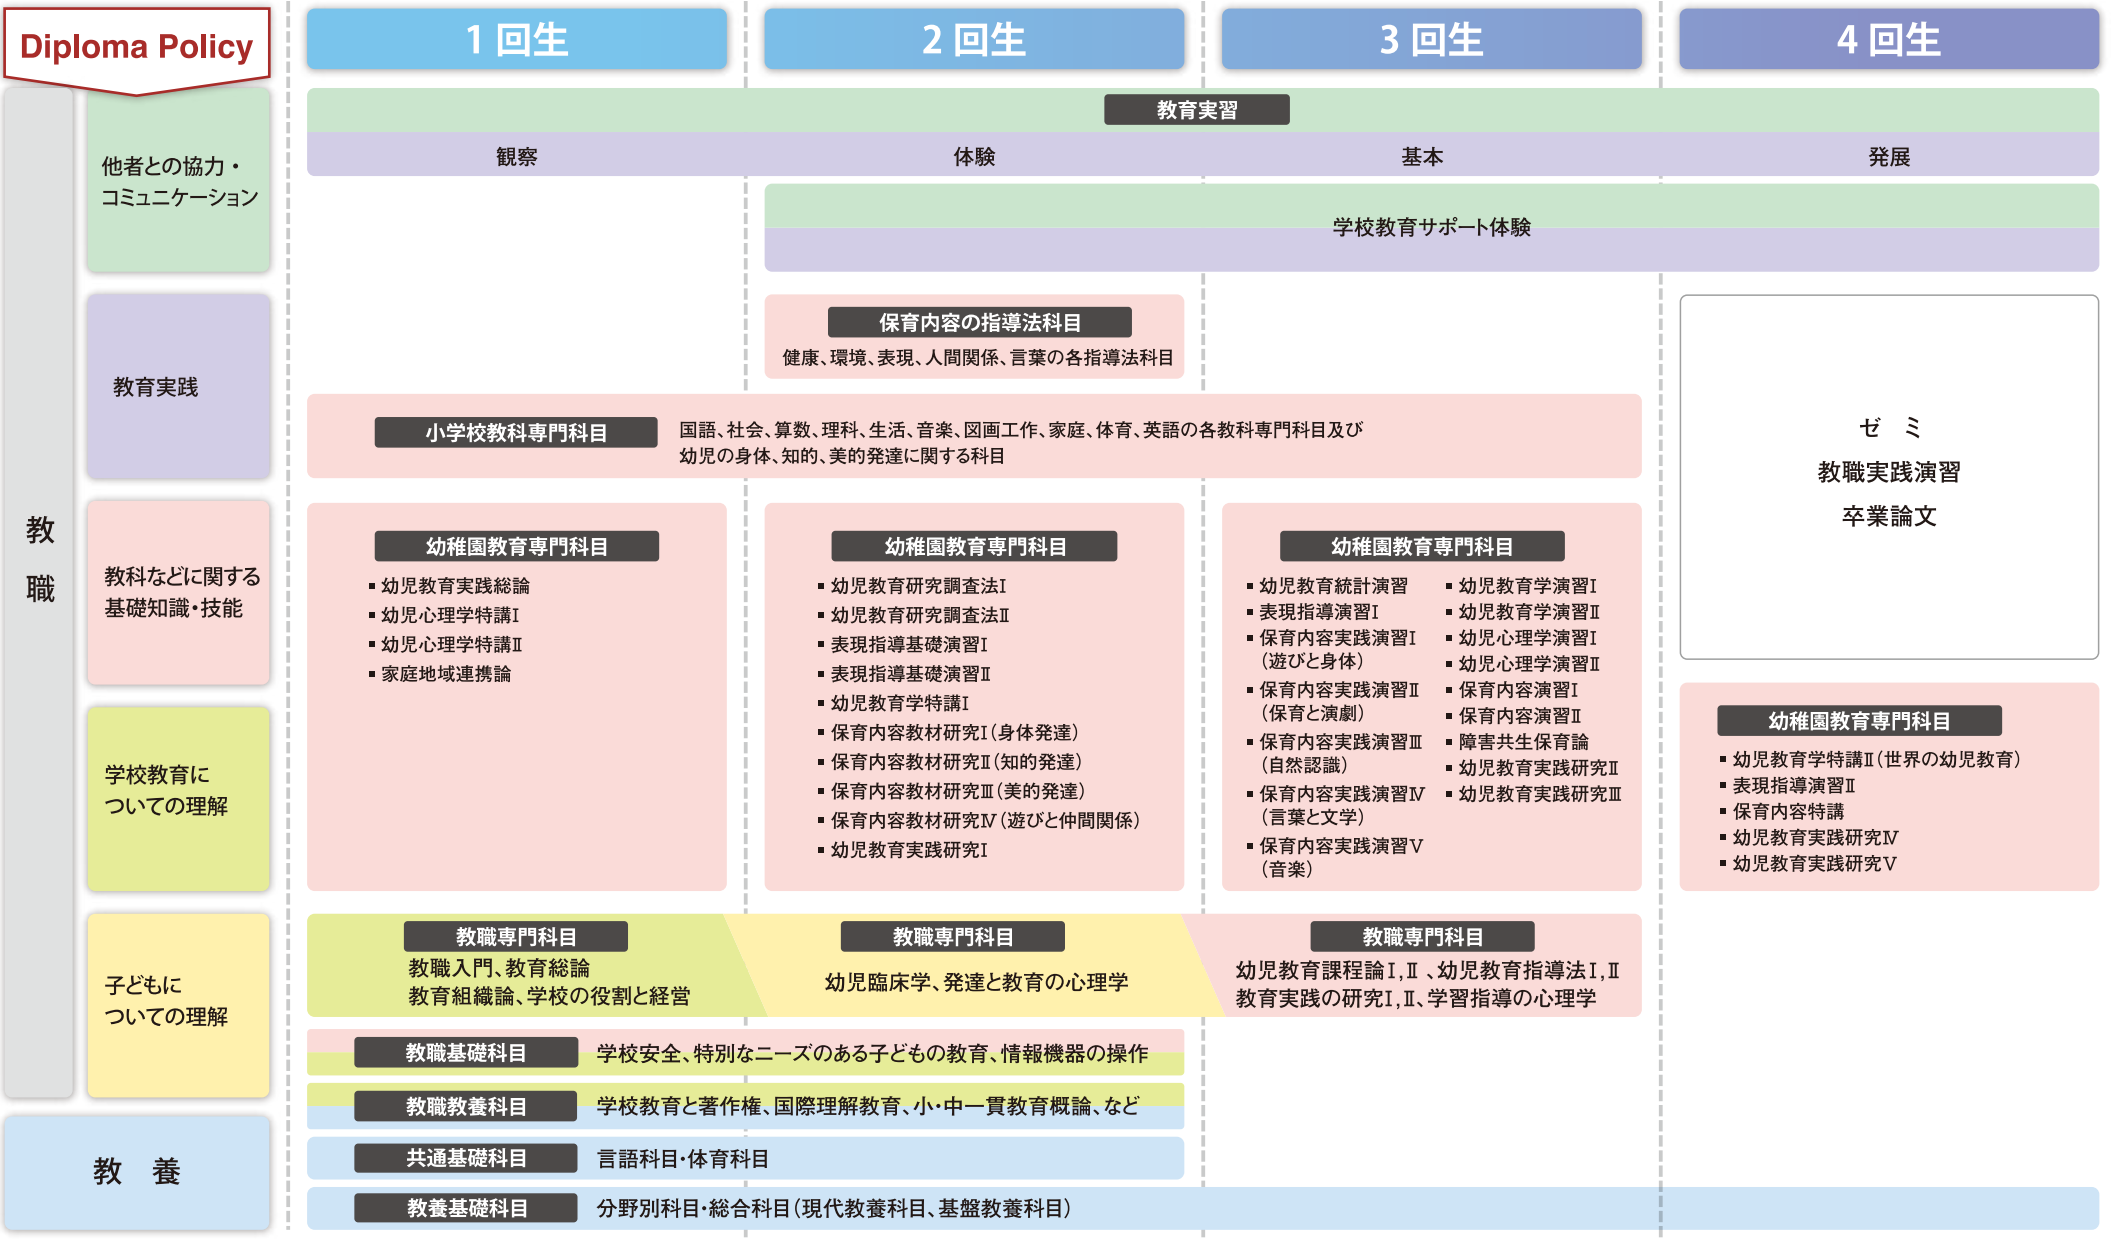 Diploma Policy
1 回生
2 回生
3 回生
4 回生
教職
他者との協力・
コミュニケーション
教育実践
教科などに関する
基礎知識・技能
学校教育に
ついての理解
子どもに
ついての理解
教 養
教育実習
観察
体験
基本
発展
学校教育サポート体験
保育内容の指導法科目
健康、環境、表現、人間関係、言葉の各指導法科目
小学校教科専門科目
国語、社会、算数、理科、生活、音楽、図画工作、家庭、体育、英語の各教科専門科目及び
幼児の身体、知的、美的発達に関する科目
ゼ ミ
教職実践演習
卒業論文
幼稚園教育専門科目
▪ 幼児教育実践総論
▪ 幼児心理学特講Ⅰ
▪ 幼児心理学特講Ⅱ
▪ 家庭地域連携論
幼稚園教育専門科目
▪ 幼児教育研究調査法Ⅰ
▪ 幼児教育研究調査法Ⅱ
▪ 表現指導基礎演習Ⅰ
▪ 表現指導基礎演習Ⅱ
▪ 幼児教育学特講Ⅰ
▪ 保育内容教材研究Ⅰ（身体発達）
▪ 保育内容教材研究Ⅱ（知的発達）
▪ 保育内容教材研究Ⅲ（美的発達）
▪ 保育内容教材研究Ⅳ（遊びと仲間関係）
▪ 幼児教育実践研究Ⅰ
幼稚園教育専門科目
▪ 幼児教育統計演習
▪ 表現指導演習Ⅰ
▪ 保育内容実践演習Ⅰ
（遊びと身体）
▪ 保育内容実践演習Ⅱ
（保育と演劇）
▪ 保育内容実践演習Ⅲ
（自然認識）
▪ 保育内容実践演習Ⅳ
（言葉と文学）
▪ 保育内容実践演習Ⅴ
（音楽）
▪ 幼児教育学演習Ⅰ
▪ 幼児教育学演習Ⅱ
▪ 幼児心理学演習Ⅰ
▪ 幼児心理学演習Ⅱ
▪ 保育内容演習Ⅰ
▪ 保育内容演習Ⅱ
▪ 障害共生保育論
▪ 幼児教育実践研究Ⅱ
▪ 幼児教育実践研究Ⅲ
幼稚園教育専門科目
▪ 幼児教育学特講Ⅱ（世界の幼児教育）
▪ 表現指導演習Ⅱ
▪ 保育内容特講
▪ 幼児教育実践研究Ⅳ
▪ 幼児教育実践研究Ⅴ
教職専門科目
教職入門、教育総論
教育組織論、学校の役割と経営
教職専門科目
幼児臨床学、発達と教育の心理学
教職専門科目
幼児教育課程論Ⅰ,Ⅱ 、幼児教育指導法Ⅰ,Ⅱ
教育実践の研究Ⅰ,Ⅱ、学習指導の心理学
教職基礎科目 学校安全、特別なニーズのある子どもの教育、情報機器の操作
教職教養科目 学校教育と著作権、国際理解教育、小・中一貫教育概論、など
共通基礎科目 言語科目・体育科目
教養基礎科目 分野別科目・総合科目（現代教養科目、基盤教養科目）